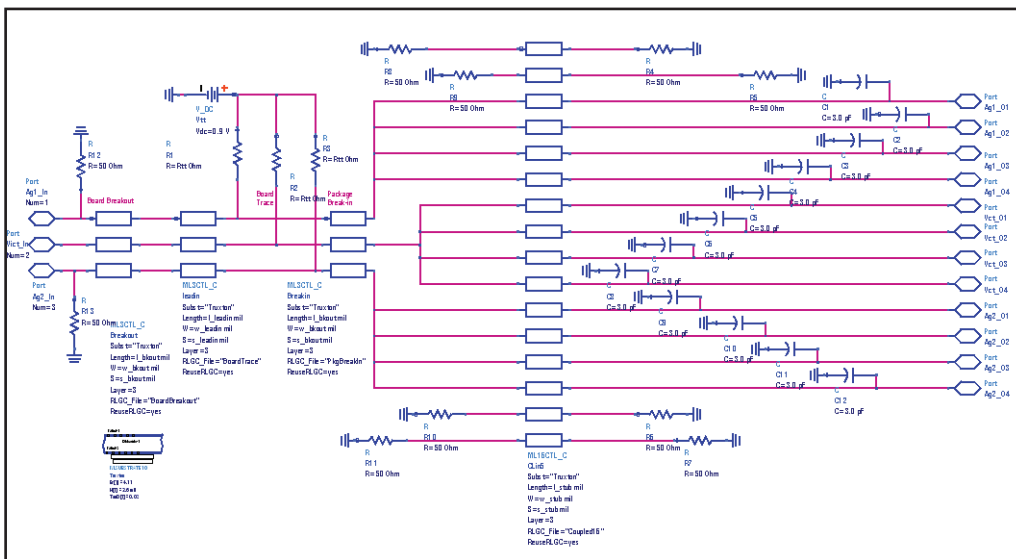 R
R8
R=50 Ohm
R
R4
R=50 Ohm
R
R9
R=50 Ohm
R
R5
R=50 Ohm
V_DC
Vtt
Vdc=0.9 V
R
R12
R=50 Ohm
R
R1
R=Rtt Ohm
R
R2
R=Rtt Ohm
R
R3
R=Rtt Ohm
Board Breakout
Board
Trace
Package
Break-in
Port
Ag1_In
Num=1
Port
Vict_In
Num=2
Port
Ag2_In
Num=3
R
R13
R=50 Ohm
MLSCTL_C
Breakout
Subst="Truxton"
Length=l_bkout mil
W=w_bkout mil
S=s_bkout mil
Layer=3
RLGC_File="BoardBreakout"
ReuseRLGC=yes
MLSCTL_C
leadin
Subst="Truxton"
Length=l_leadin mil
W=w_leadin mil
S=s_leadin mil
Layer=3
RLGC_File="BoardTrace"
ReuseRLGC=yes
MLSCTL_C
Breakin
Subst="Truxton"
Length=l_bkout mil
W=w_bkout mil
S=s_bkout mil
Layer=3
RLGC_File="PkgBreakIn"
ReuseRLGC=yes
C
C1
C=3.0 pF
C
C2
C=3.0 pF
C
C3
C=3.0 pF
C
C4
C=3.0 pF
C
C5
C=3.0 pF
C
C6
C=3.0 pF
C
C7
C=3.0 pF
C
C8
C=3.0 pF
C
C9
C=3.0 pF
C
C10
C=3.0 pF
C
C11
C=3.0 pF
C
C12
C=3.0 pF
Port
Ag1_01
Port
Ag1_02
Port
Ag1_03
Port
Ag1_04
Port
Vct_01
Port
Vct_02
Port
Vct_03
Port
Vct_04
Port
Ag2_01
Port
Ag2_02
Port
Ag2_03
Port
Ag2_04
R
R10
R=50 Ohm
R
R6
R=50 Ohm
R
R11
R=50 Ohm
R
R7
R=50 Ohm
ML16CTL_C
CLin5
Subst="Truxton"
Length=l_stub mil
W=w_stub mil
S=s_stub mil
Layer=3
RLGC_File="Coupled16"
ReuseRLGC=yes